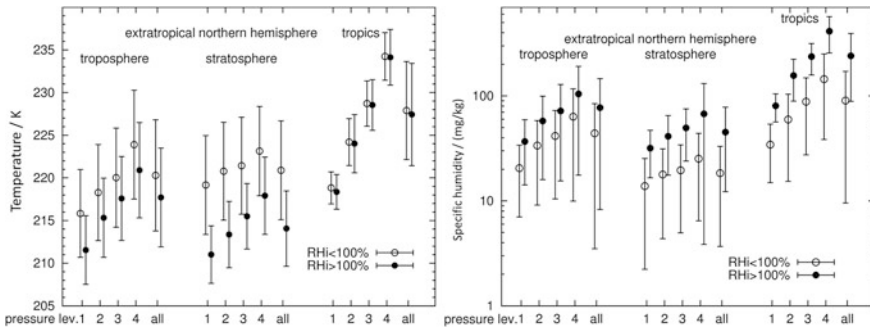 extratropical northern hemisphere
tropics
troposphere
stratosphere
Temperature / K
235
230
225
220
215
210
205
RHi<100%
RHi>100%
pressure lev.1 2 3 4 all 1 2 3 4 all 1 2 3 4 all
tropics
extratropical northern hemisphere
troposphere
stratosphere
Specific humidity / (mg/kg)
100
10
1
RHi<100%
RHi>100%
pressure lev.1 2 3 4 all 1 2 3 4 all 1 2 3 4 all